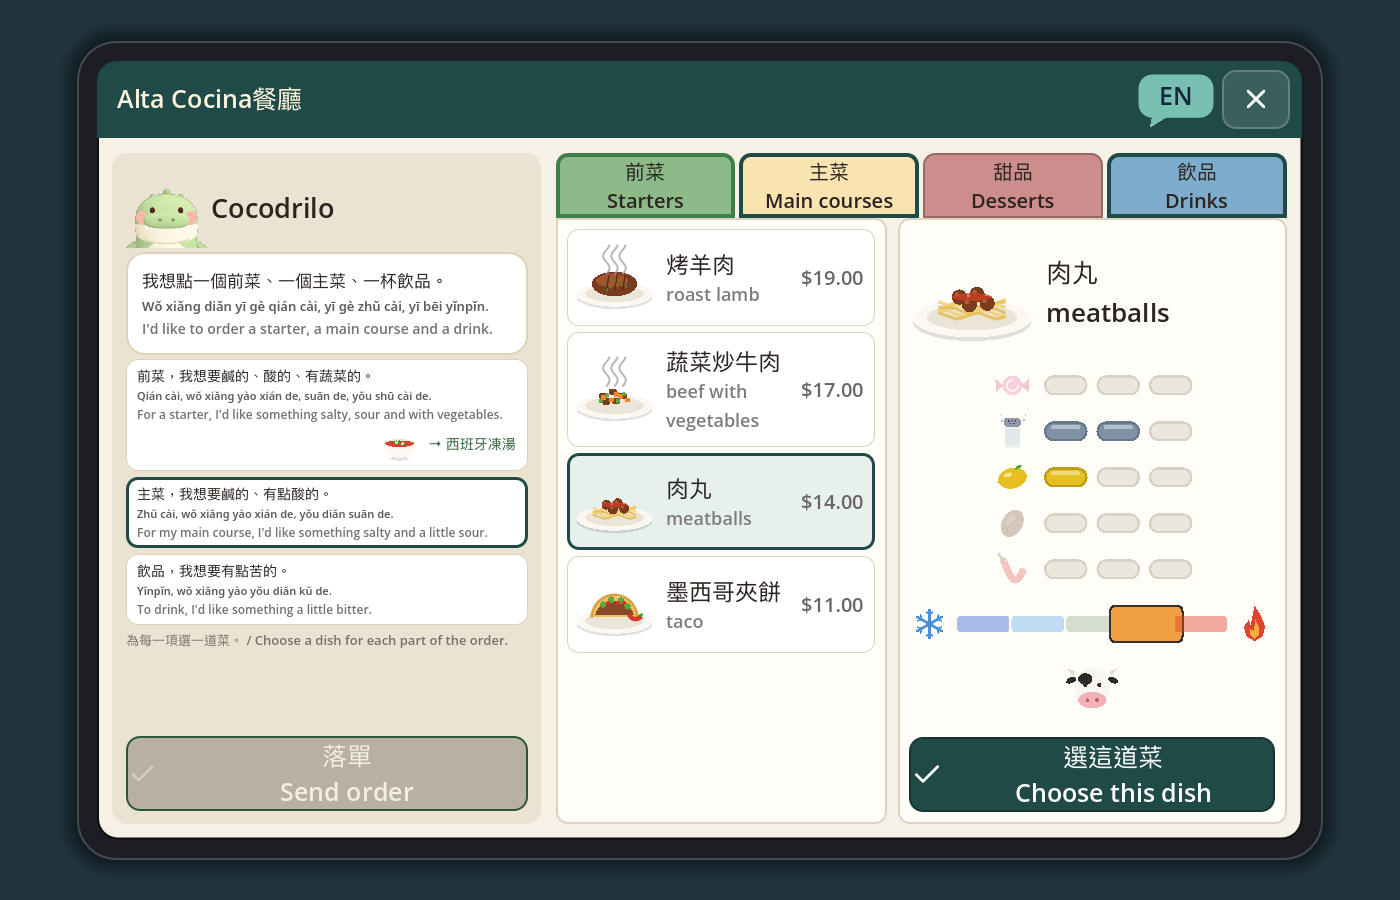 Alta Cocina餐廳
EN
Cocodrilo
我想點一個前菜、一個主菜、一杯飲品。
Wǒ xiǎng diǎn yī gè qián cài, yī gè zhǔ cài, yī bēi yǐnpǐn.
I'd like to order a starter, a main course and a drink.
前菜，我想要鹹的、酸的、有蔬菜的。
Qián cài, wǒ xiǎng yào xián de, suān de, yǒu shū cài de.
For a starter, I'd like something salty, sour and with vegetables.
→ 西班牙凍湯
主菜，我想要鹹的、有點酸的。
Zhǔ cài, wǒ xiǎng yào xián de, yǒu diǎn suān de.
For my main course, I'd like something salty and a little sour.
飲品，我想要有點苦的。
Yǐnpǐn, wǒ xiǎng yào yǒu diǎn kǔ de.
To drink, I'd like something a little bitter.
為每一項選一道菜。 / Choose a dish for each part of the order.
落單
Send order
前菜
Starters
主菜
Main courses
甜品
Desserts
飲品
Drinks
烤羊肉
roast lamb
$19.00
蔬菜炒牛肉
beef with
vegetables
$17.00
肉丸
meatballs
$14.00
墨西哥夾餅
taco
$11.00
肉丸
meatballs
選這道菜
Choose this dish